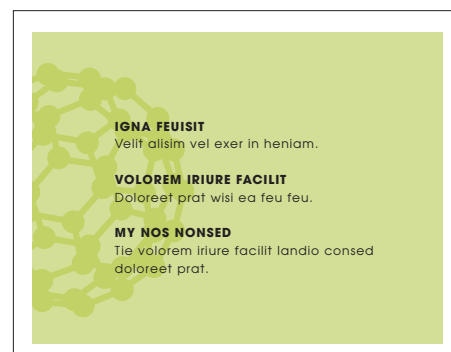 IGNA FEUISIT
Velit alisim vel exer in heniam.
VOLOREM IRIURE FACILIT
Doloreet prat wisi ea feu feu.
MY NOS NONSED
Tie volorem iriure facilit landio consed
doloreet prat.